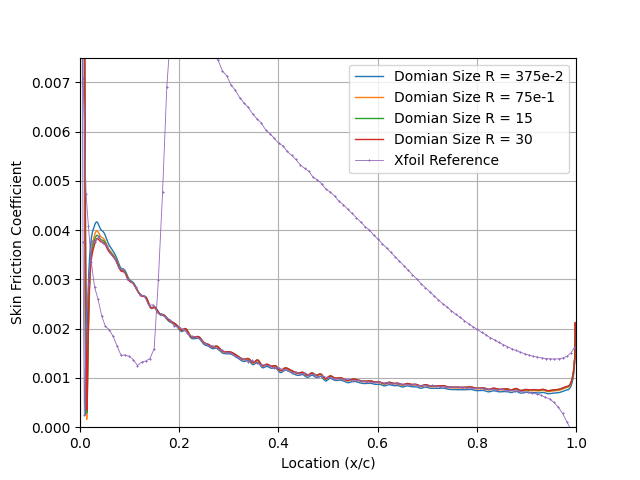 0.007
0.006
0.005
0.004
0.003
0.002
0.001
0.000
Skin Friction Coefficient
0.0 0.2 0.4 0.6 0.8 1.0
Location (x/c)
Domian Size R = 375e-2
Domian Size R = 75e-1
Domian Size R = 15
Domian Size R = 30
Xfoil Reference